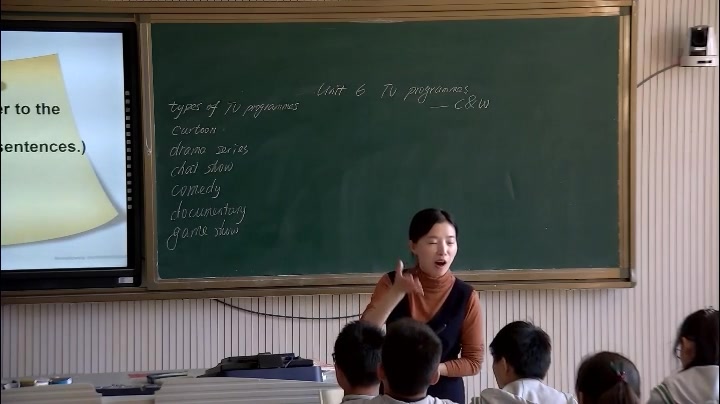 r to the
sentences.)
Unit 6 TV programmes
— C&W
types of TV programmes
cartoon
drama series
chat show
comedy
documentary
game show